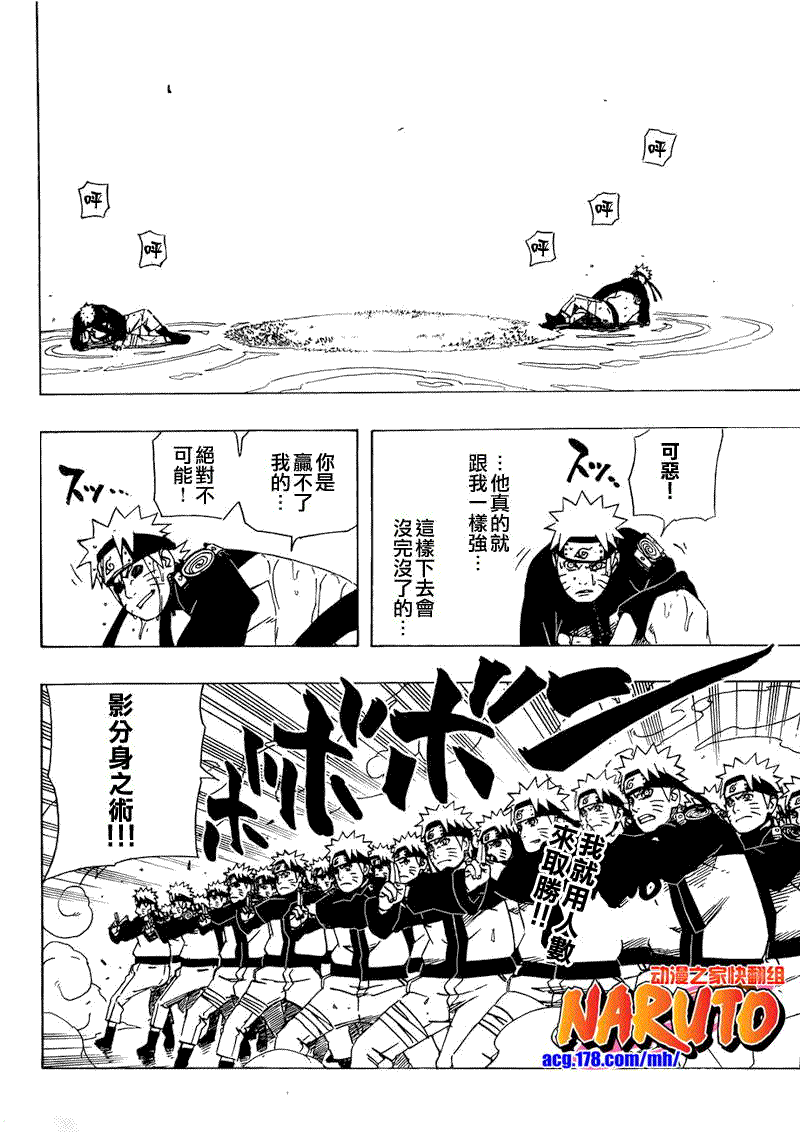 呼
呼
呼
呼
呼
可惡！
…他真的就
跟我一樣強…
這樣下去會
沒完沒了的…
スッ…
你是
贏不了
我的…
絕對不
可能！
スッ…
ボボボボン
我就用人數
來取勝!!
影分身之術!!!
动漫之家快翻组
NARUTO
acg.178.com/mh/